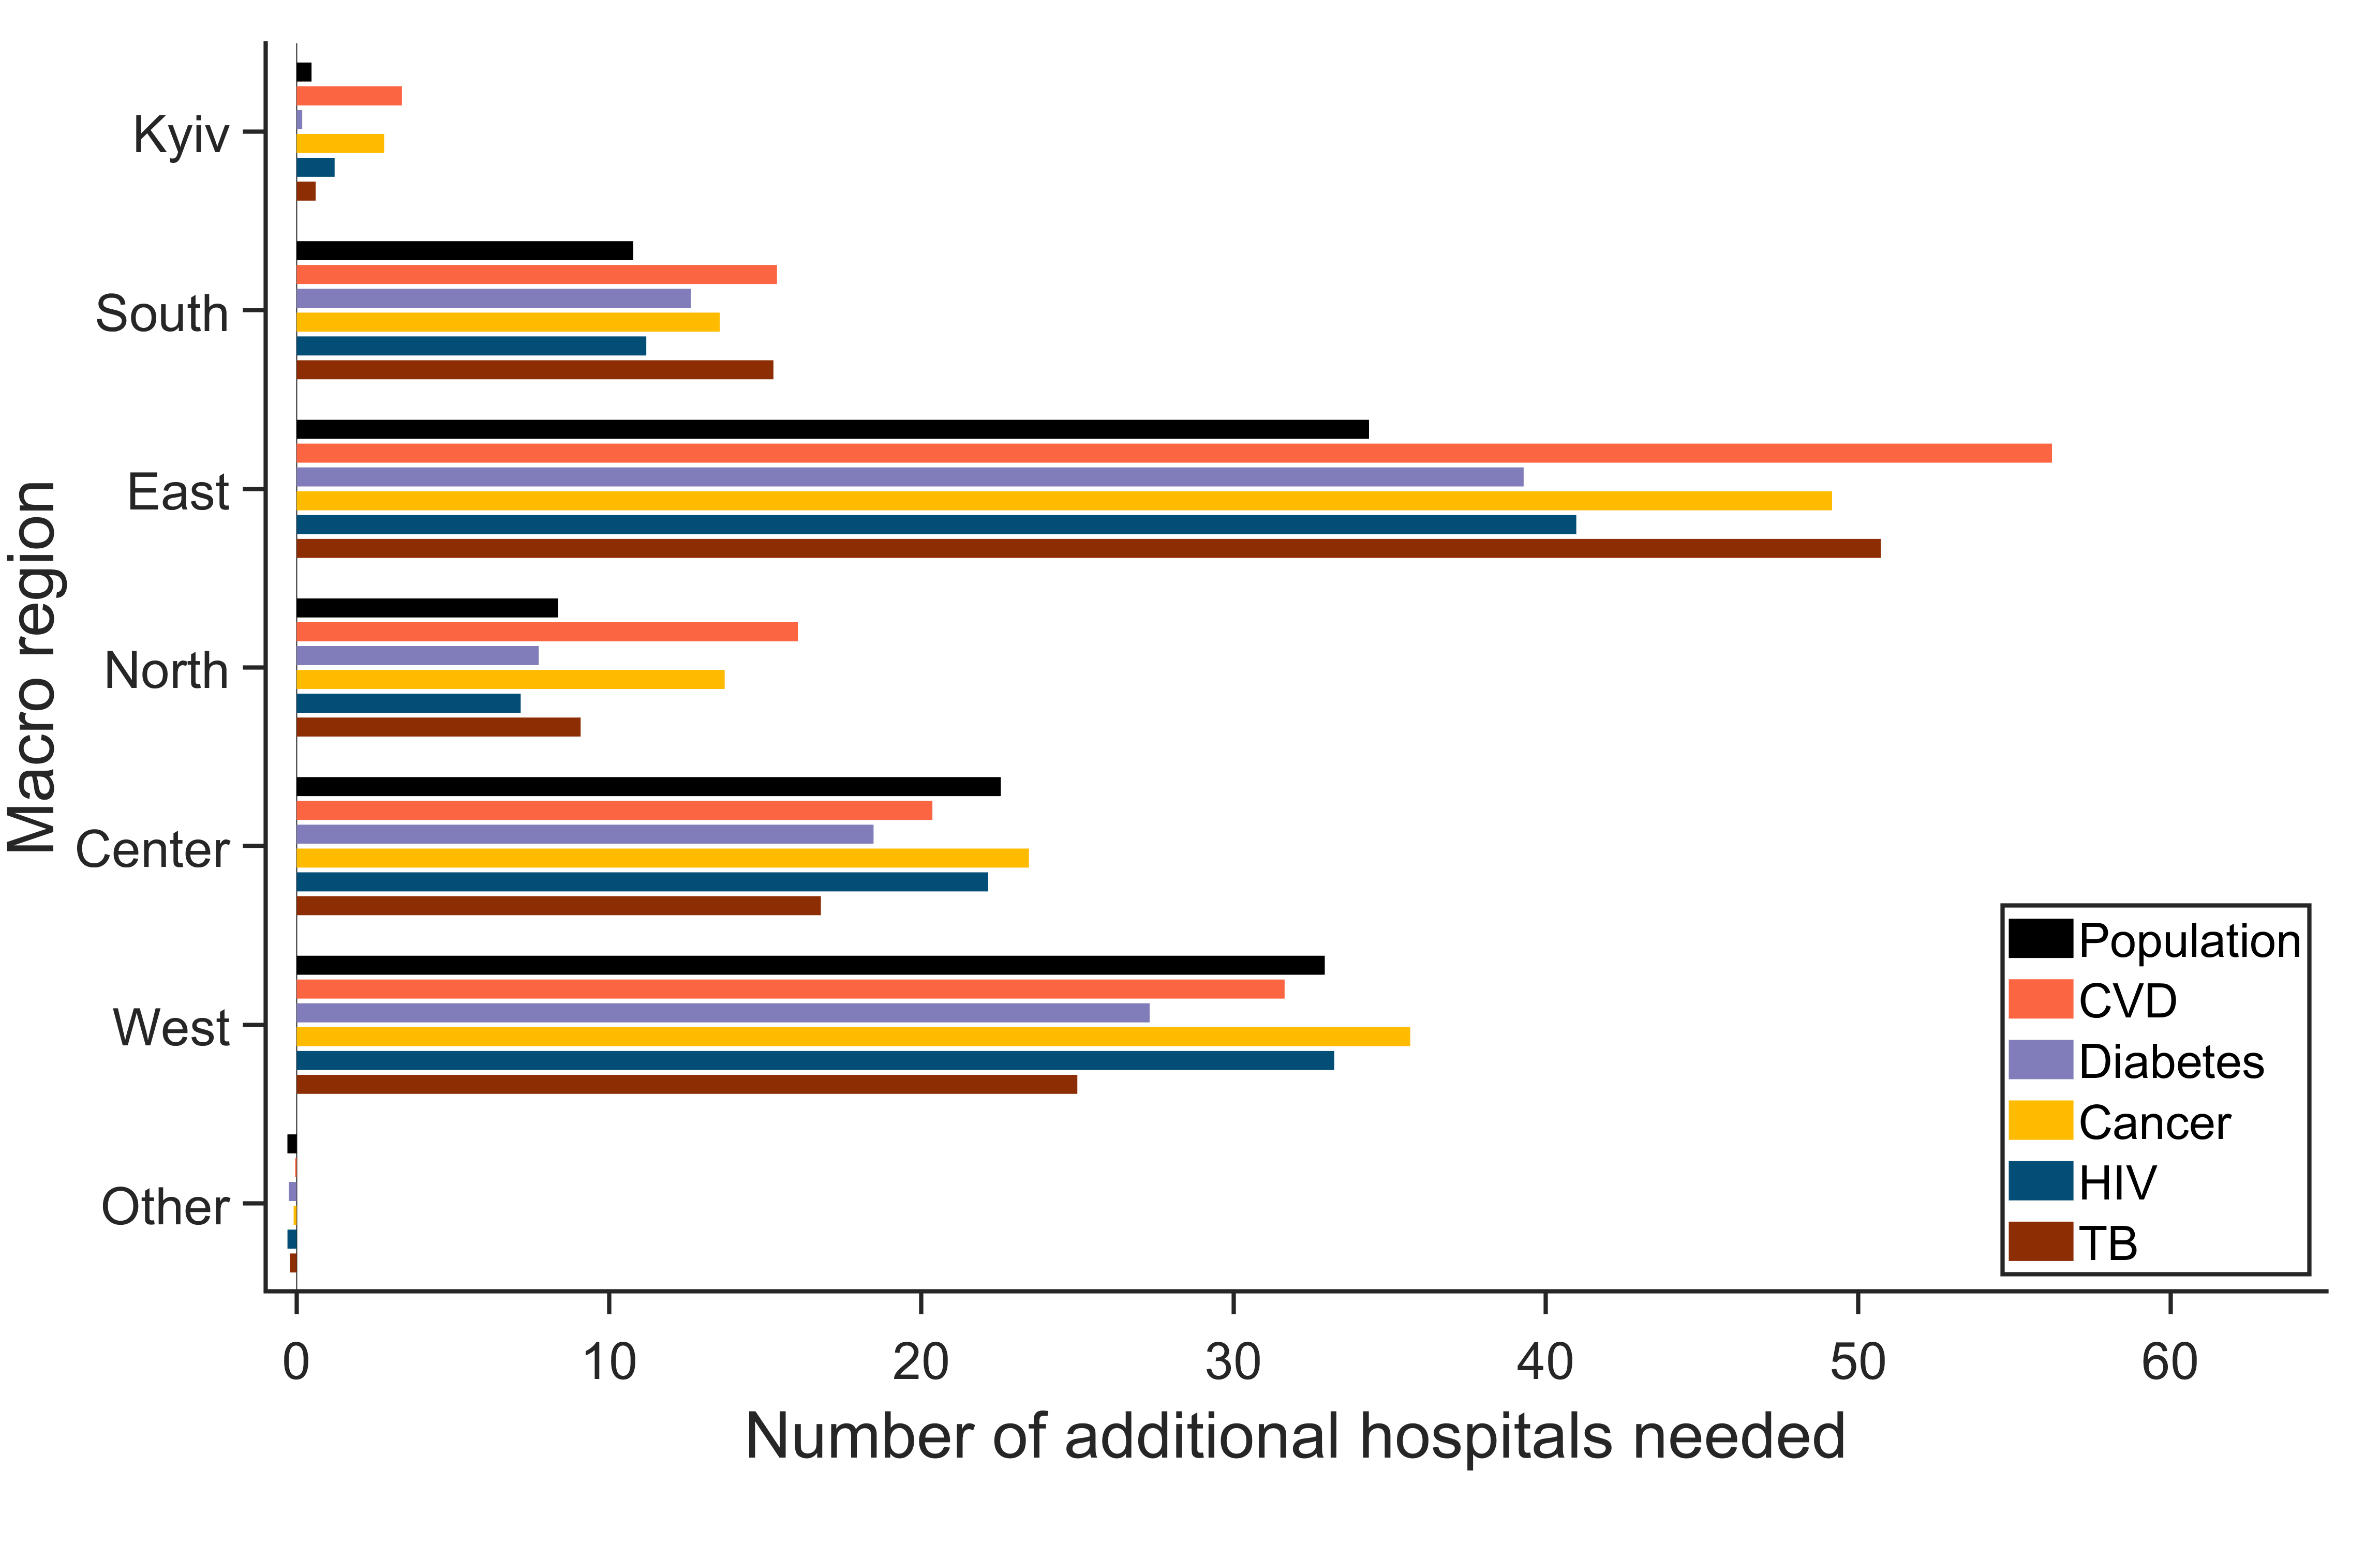 Macro region
Kyiv
South
East
North
Center
West
Other
Population
CVD
Diabetes
Cancer
HIV
TB
0 10 20 30 40 50 60
Number of additional hospitals needed